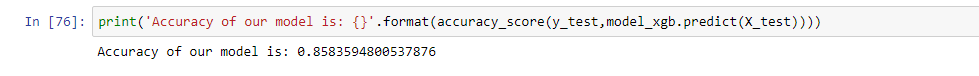 In [76]: print('Accuracy of our model is: {}'.format(accuracy_score(y_test,model_xgb.predict(X_test))))
Accuracy of our model is: 0.8583594800537876